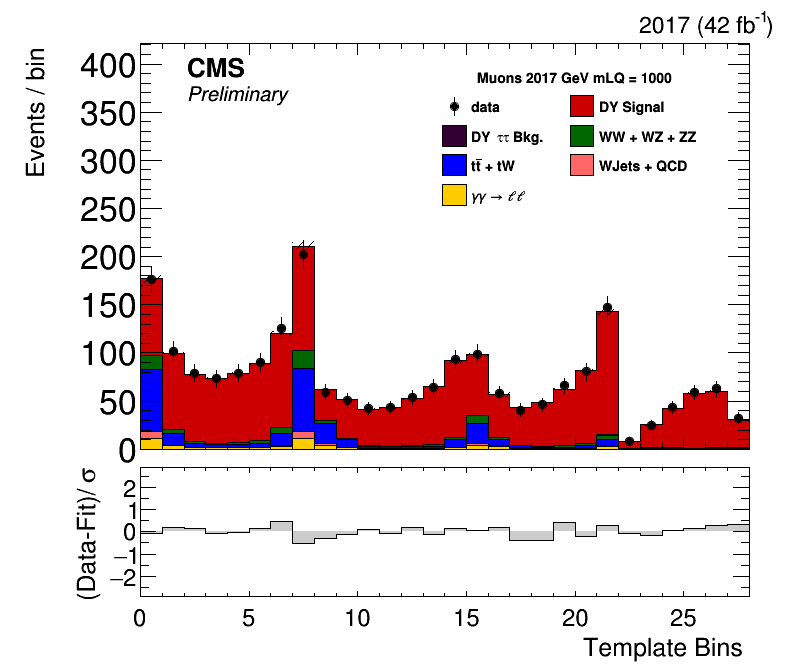 2017 (42 fb⁻¹)
CMS
Preliminary
Muons 2017 GeV mLQ = 1000
data
DY Signal
DY ττ Bkg.
WW + WZ + ZZ
tt̅ + tW
WJets + QCD
γγ → ℓℓ
Events / bin
400
350
300
250
200
150
100
50
0
(Data-Fit)/ σ
2
1
0
−1
−2
0 5 10 15 20 25
Template Bins